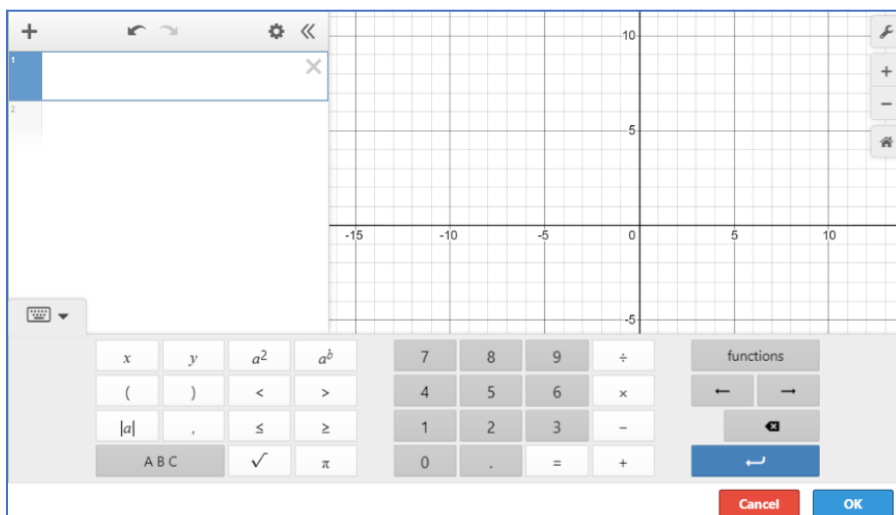 + «
10
1
+
2
−
5
-15 -10 -5 0 5 10
-5
x y a² aᵇ 7 8 9 ÷ functions
( ) < > 4 5 6 × ← →
|a| , ≤ ≥ 1 2 3 −
A B C √ π 0 . = +
Cancel OK